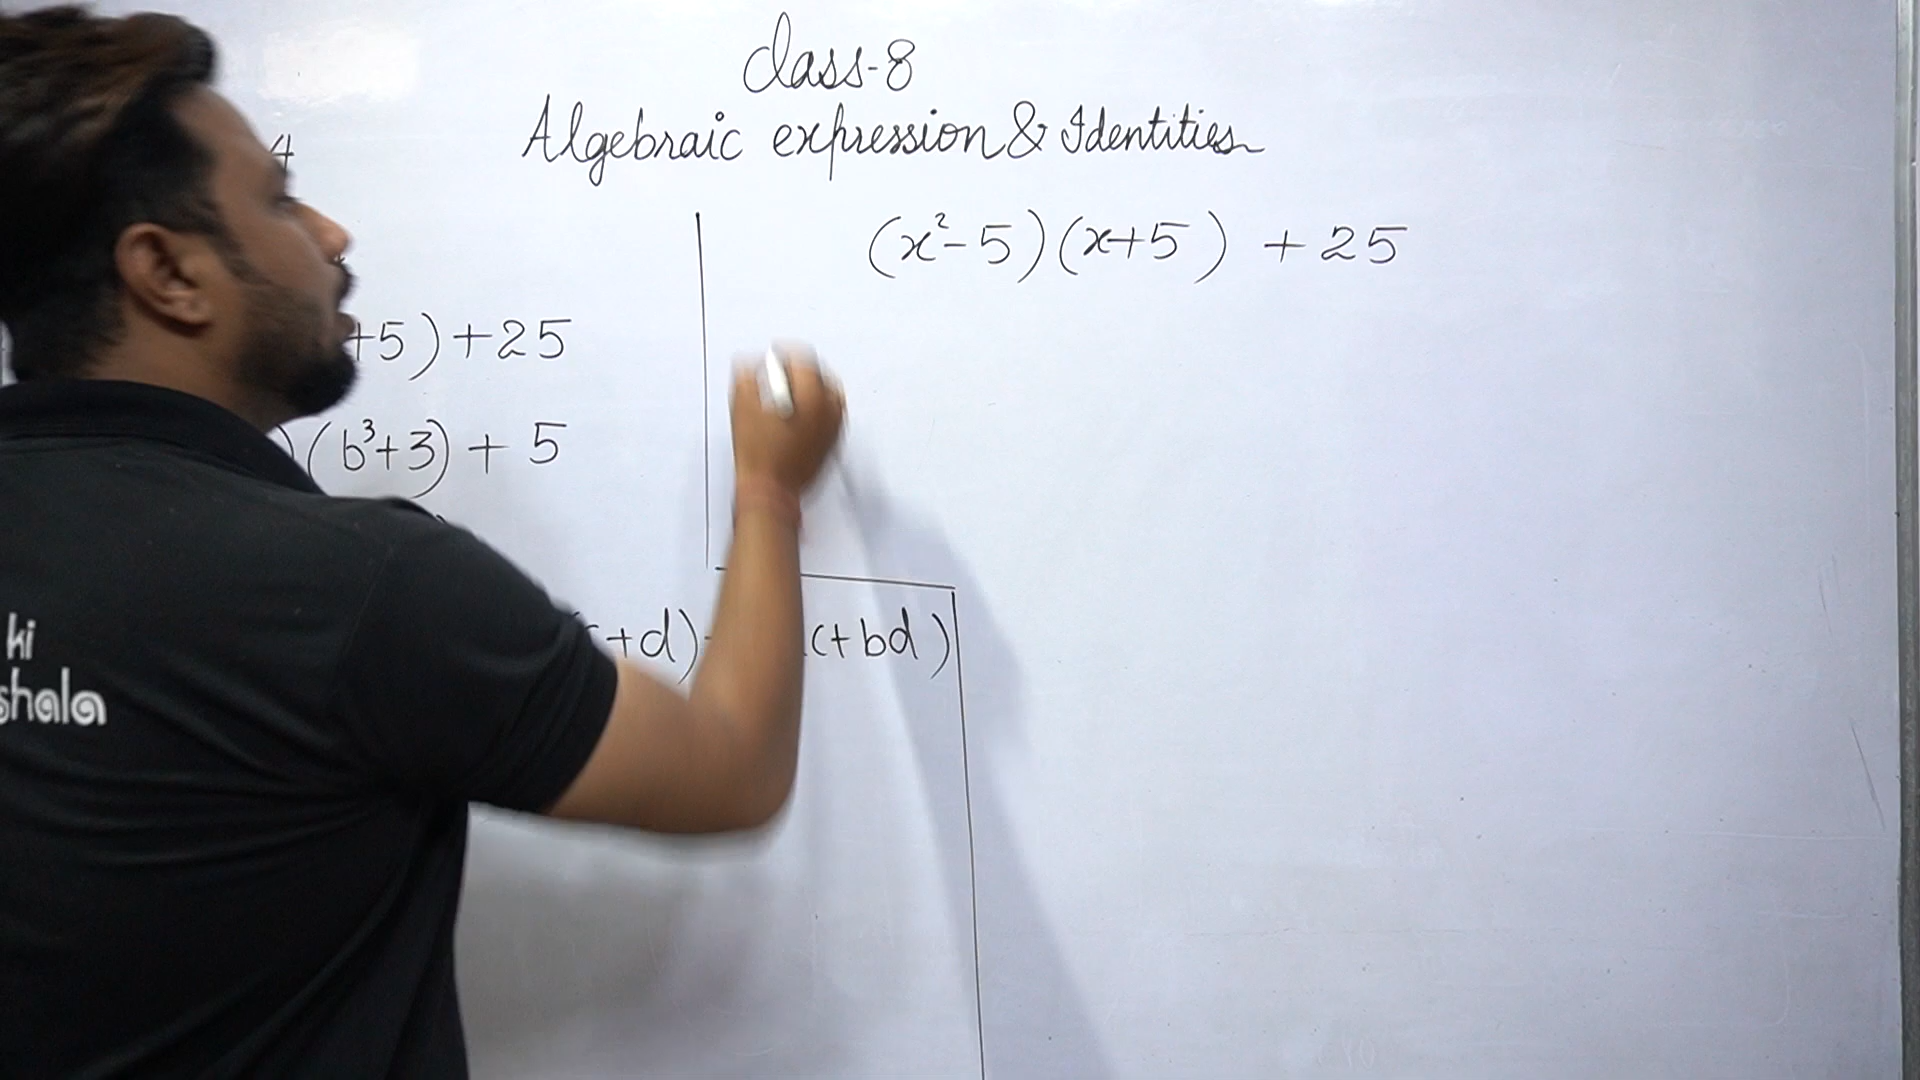 Class-8
Algebraic expression & Identities
4
(x²-5)(x+5) +25
+5)+25
)(b³+3) + 5
+d)
c+bd)
ki
shala